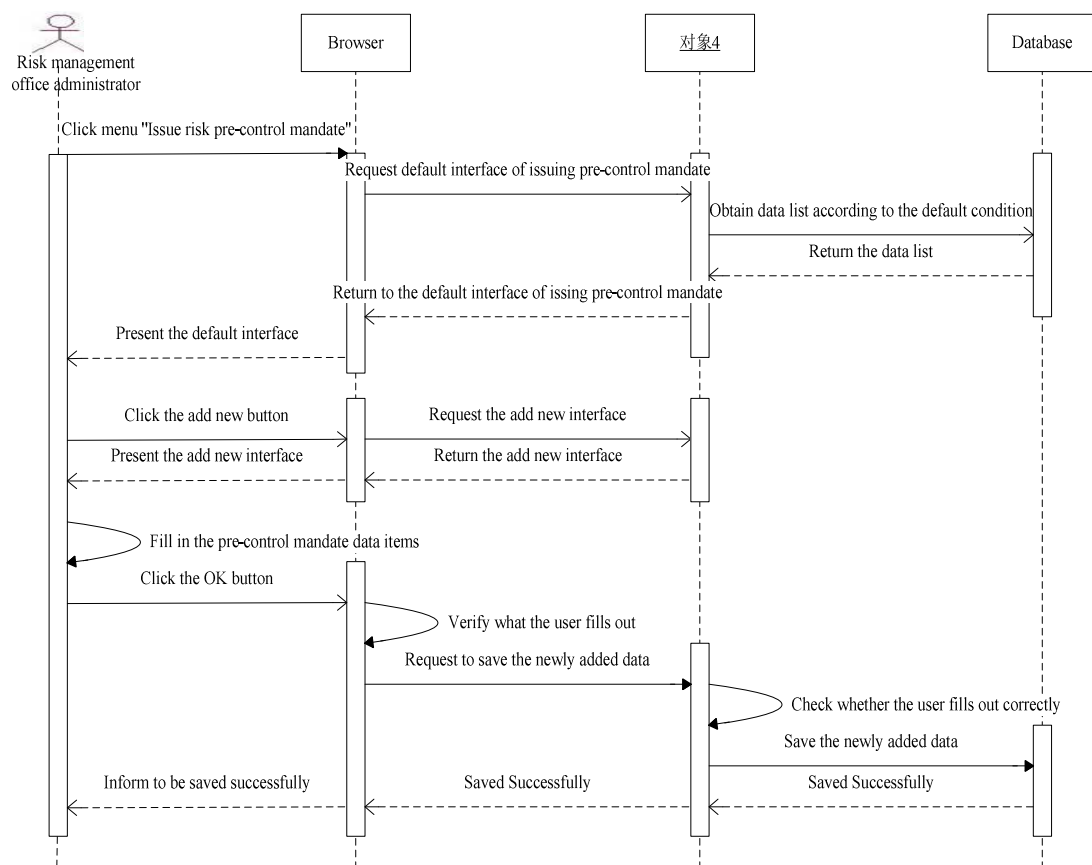 Risk management
office administrator
Browser
对象4
Database
Click menu "Issue risk pre-control mandate"
Request default interface of issuing pre-control mandate
Obtain data list according to the default condition
Return the data list
Return to the default interface of issing pre-control mandate
Present the default interface
Click the add new button
Request the add new interface
Present the add new interface
Return the add new interface
Fill in the pre-control mandate data items
Click the OK button
Verify what the user fills out
Request to save the newly added data
Check whether the user fills out correctly
Save the newly added data
Inform to be saved successfully
Saved Successfully
Saved Successfully